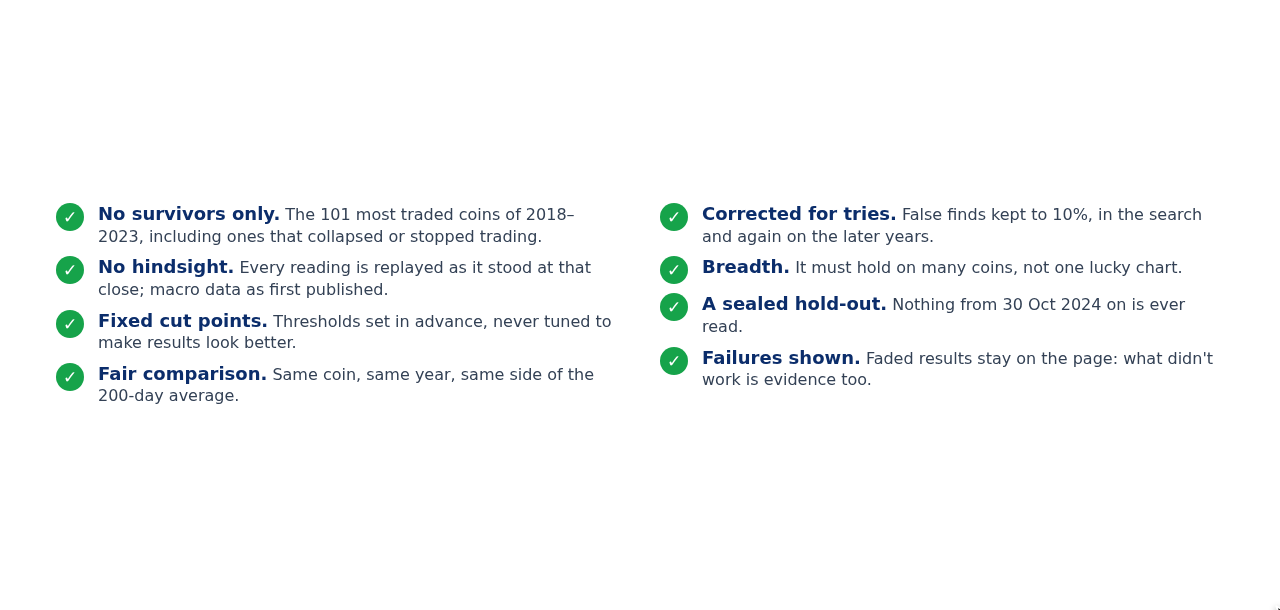 No survivors only. The 101 most traded coins of 2018–
2023, including ones that collapsed or stopped trading.
No hindsight. Every reading is replayed as it stood at that
close; macro data as first published.
Fixed cut points. Thresholds set in advance, never tuned to
make results look better.
Fair comparison. Same coin, same year, same side of the
200-day average.
Corrected for tries. False finds kept to 10%, in the search
and again on the later years.
Breadth. It must hold on many coins, not one lucky chart.
A sealed hold-out. Nothing from 30 Oct 2024 on is ever
read.
Failures shown. Faded results stay on the page: what didn't
work is evidence too.